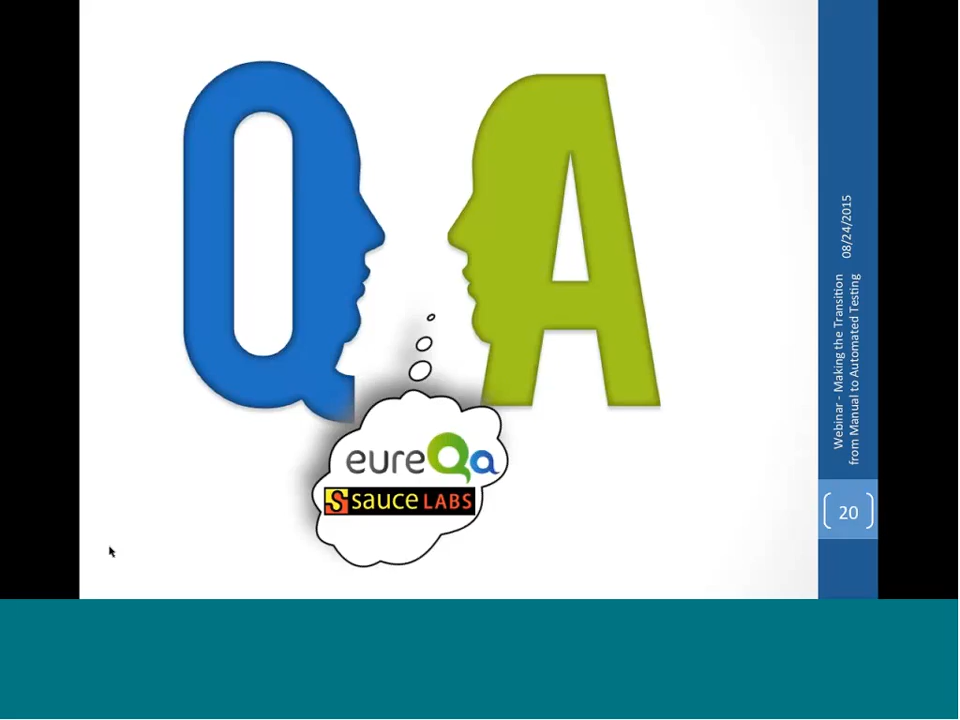 Q A
eureQa
S sauce LABS
08/24/2015
Webinar - Making the Transition
from Manual to Automated Testing
20